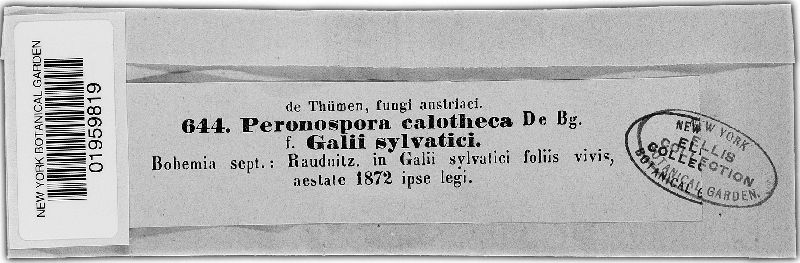 NEW YORK BOTANICAL GARDEN
01959819
de Thümen, fungi austriaci.
644. Peronospora calotheca De Bg.
f. Galii sylvatici.
Bohemia sept.: Raudnitz. in Galii sylvatici foliis vivis,
aestate 1872 ipse legi.
NEW YORK
ELLIS
COLLECTION
BOTANICAL GARDEN.